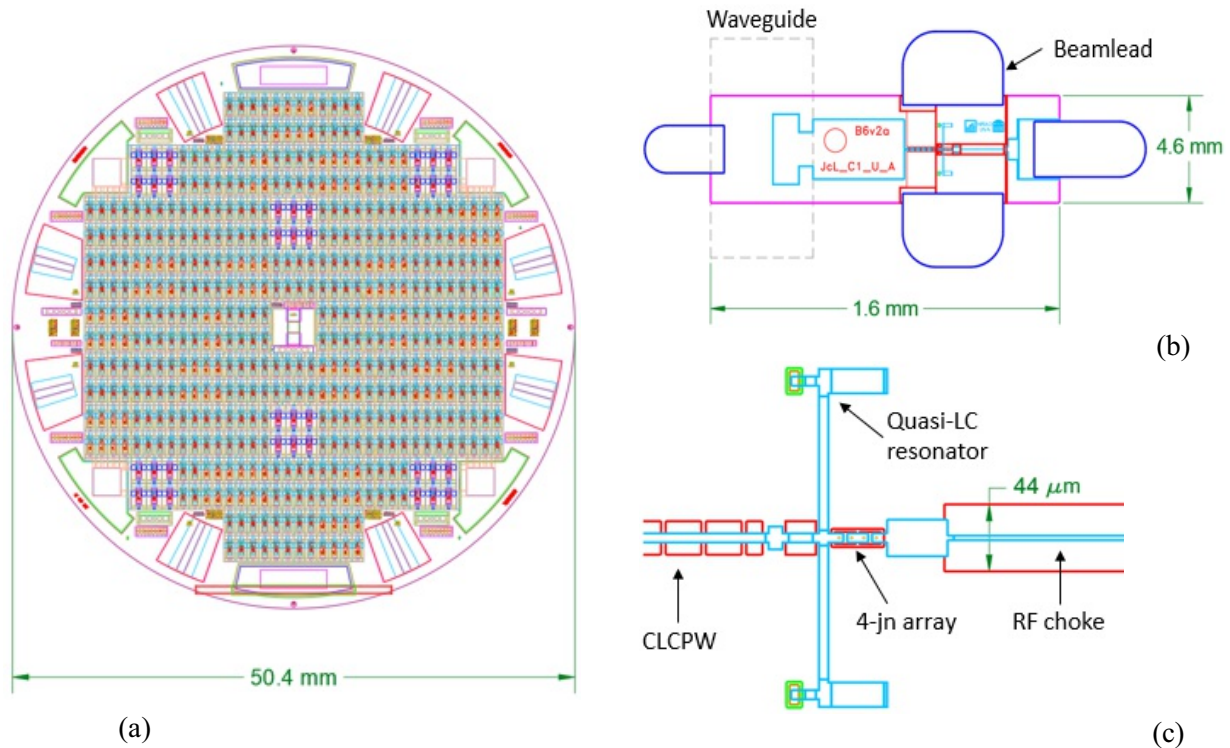 50.4 mm
(a)
Waveguide
Beamlead
B6v2a
JcL_C1_U_A
4.6 mm
1.6 mm
(b)
Quasi-LC
resonator
44 μm
CLCPW
4-jn array
RF choke
(c)